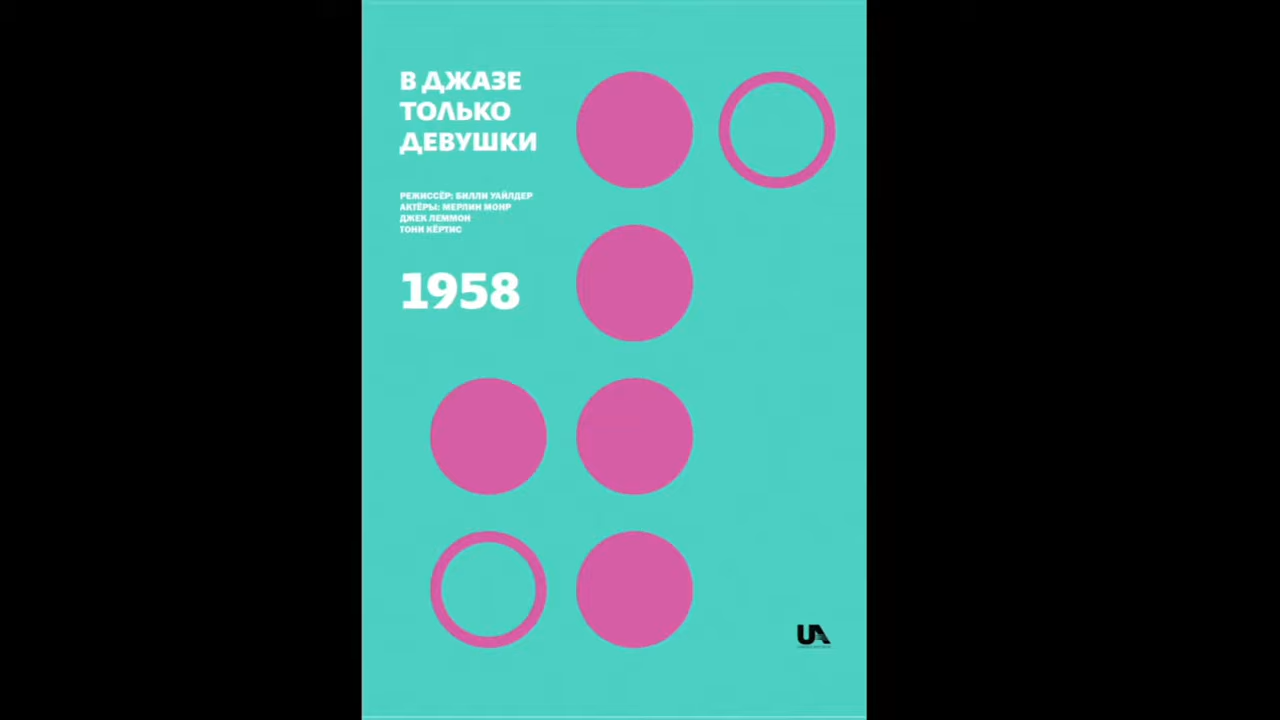 В ДЖАЗЕ
ТОЛЬКО
ДЕВУШКИ
РЕЖИССЁР: БИЛЛИ УАЙЛДЕР
АКТЁРЫ: МЕРЛИН МОНР
ДЖЕК ЛЕММОН
ТОНИ КЁРТИС
1958
UA